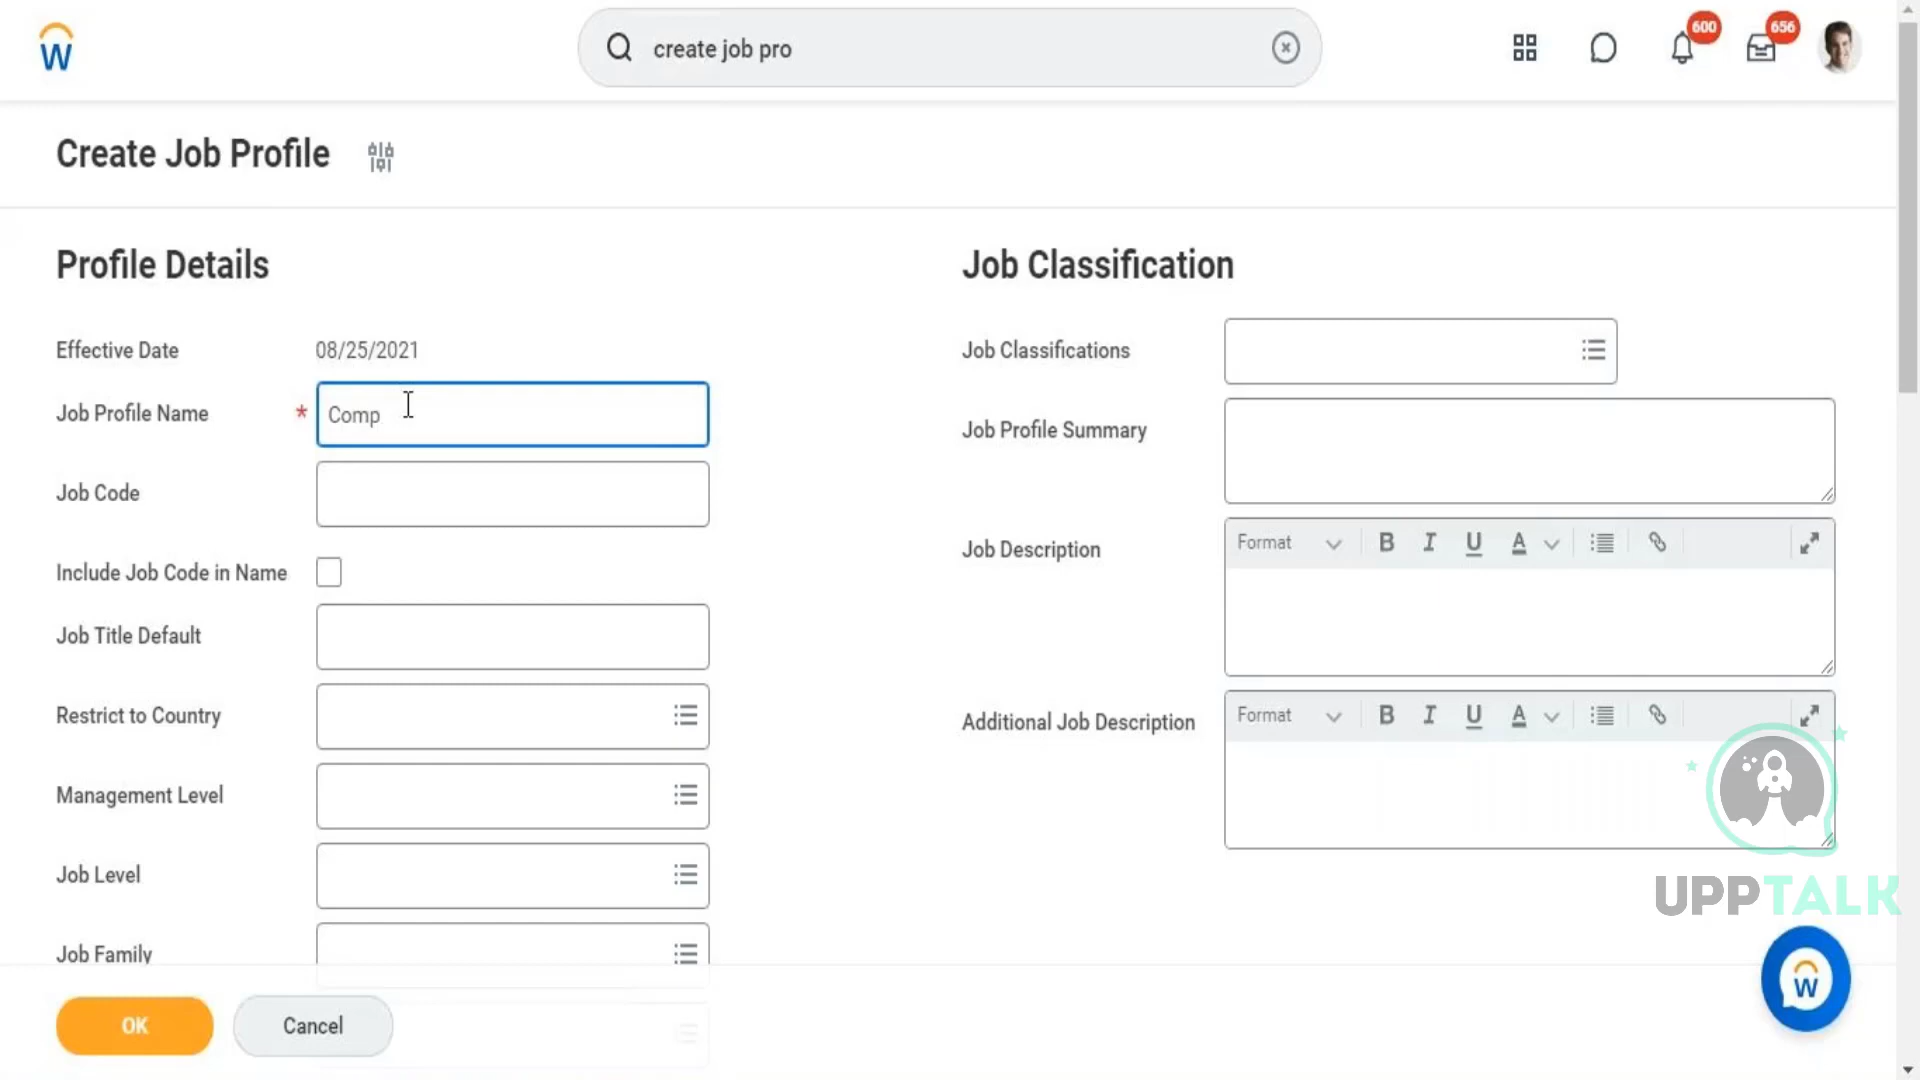 W
create job pro
600
656
Create Job Profile
Profile Details
Effective Date 08/25/2021
Job Profile Name * Comp
Job Code
Include Job Code in Name
Job Title Default
Restrict to Country
Management Level
Job Level
Job Family
OK
Cancel
Job Classification
Job Classifications
Job Profile Summary
Job Description
Format B I U A
Additional Job Description
Format B I U A
UPPTALK
W